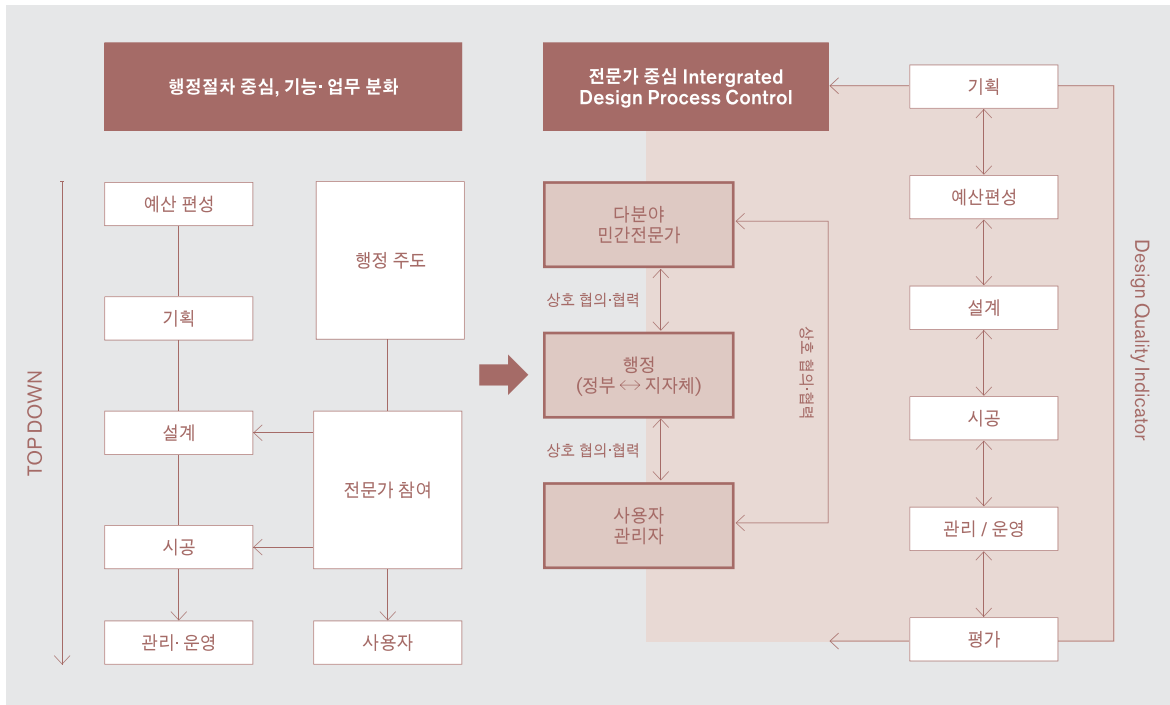 행정절차 중심, 기능· 업무 분화
TOP DOWN
예산 편성
기획
설계
시공
관리· 운영
행정 주도
전문가 참여
사용자
전문가 중심 Intergrated
Design Process Control
다분야
민간전문가
상호 협의·협력
행정
(정부 ↔ 지자체)
상호 협의·협력
사용자
관리자
상호 협의·협력
기획
예산편성
설계
시공
관리 / 운영
평가
Design Quality Indicator